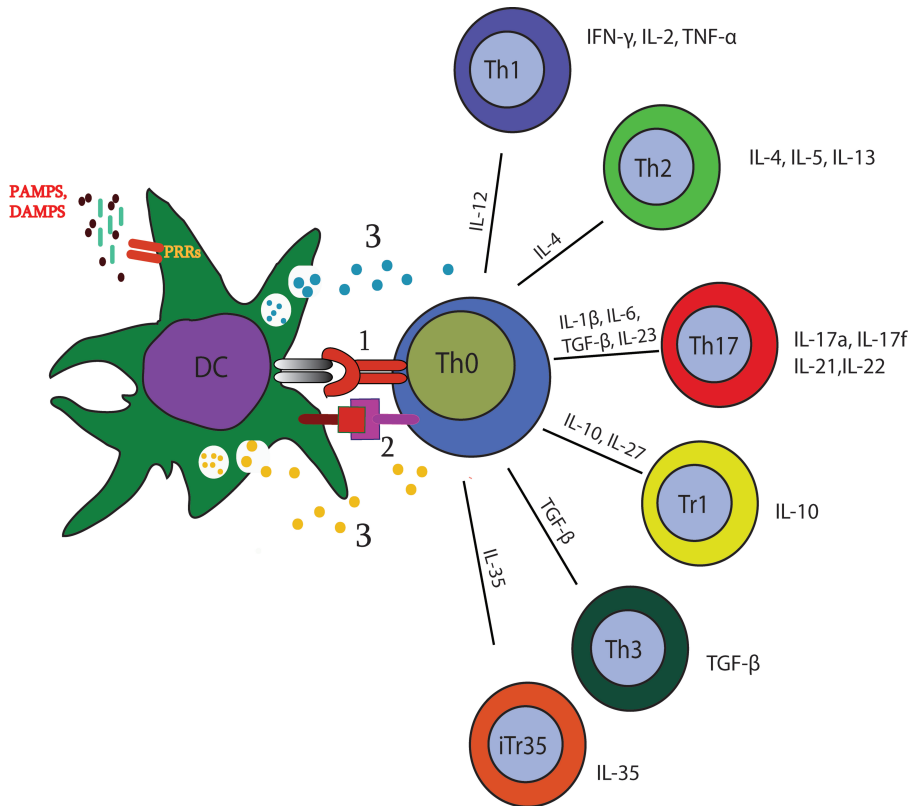 IFN-γ, IL-2, TNF-α
Th1
Th2
IL-4, IL-5, IL-13
PAMPS,
DAMPS
PRRs
IL-12
IL-4
3
1
DC
Th0
IL-1β, IL-6,
TGF-β, IL-23
Th17
IL-17a, IL-17f
IL-21,IL-22
2
IL-10, IL-27
Tr1
IL-10
3
TGF-β
IL-35
Th3
TGF-β
iTr35
IL-35